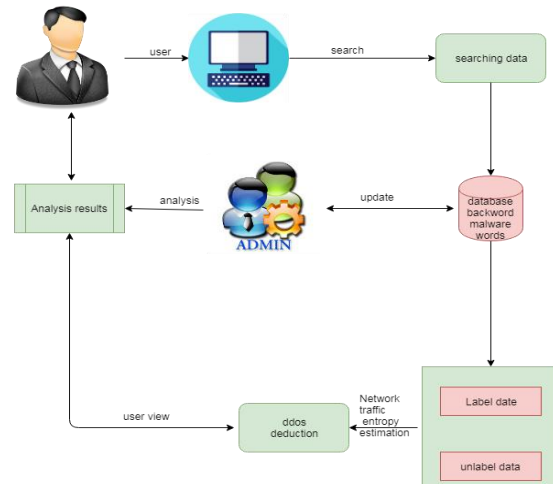 user
search
searching data
Analysis results
analysis
ADMIN
update
database
backword
malware
words
user view
ddos
deduction
Network
traffic
entropy
estimation
Label date
unlabel data